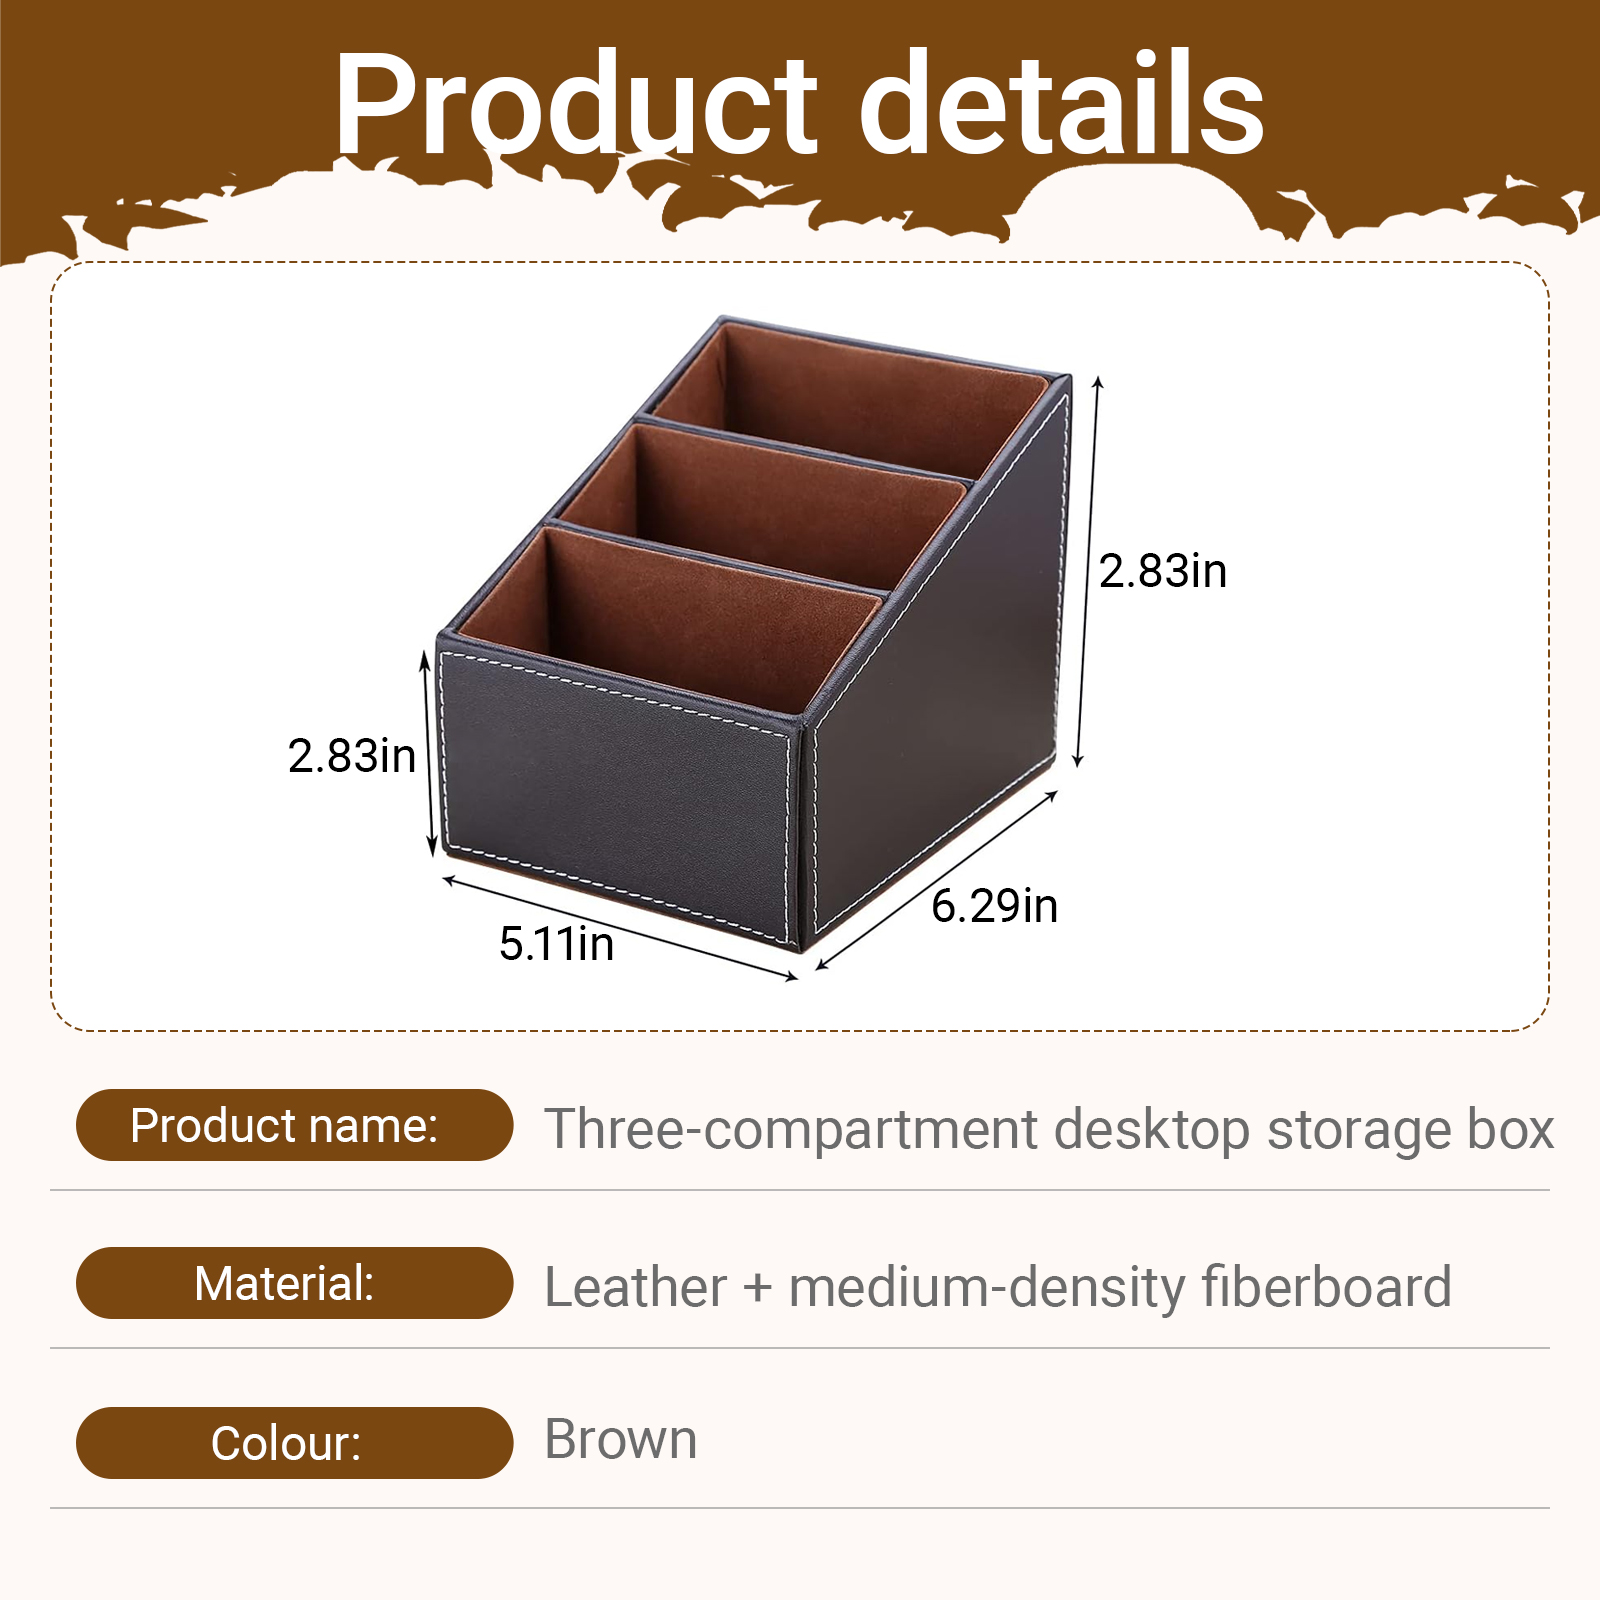 Product details
2.83in
2.83in
6.29in
5.11in
Product name: Three-compartment desktop storage box
Material: Leather + medium-density fiberboard
Colour: Brown